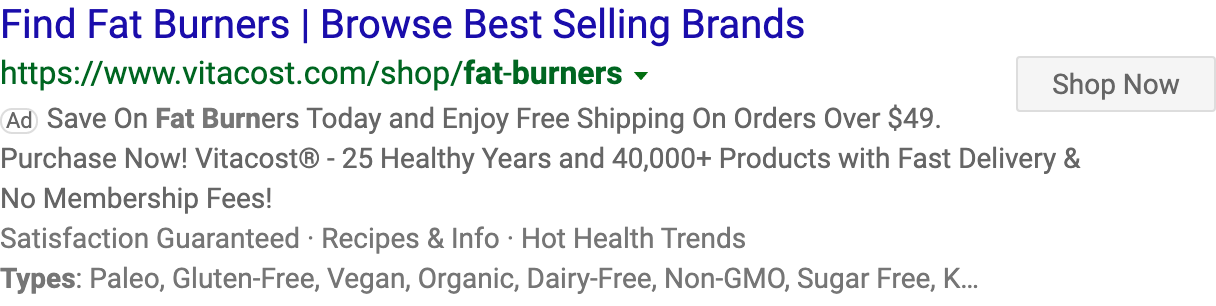 Find Fat Burners | Browse Best Selling Brands
https://www.vitacost.com/shop/fat-burners
Shop Now
Ad Save On Fat Burners Today and Enjoy Free Shipping On Orders Over $49.
Purchase Now! Vitacost® - 25 Healthy Years and 40,000+ Products with Fast Delivery &
No Membership Fees!
Satisfaction Guaranteed · Recipes & Info · Hot Health Trends
Types: Paleo, Gluten-Free, Vegan, Organic, Dairy-Free, Non-GMO, Sugar Free, K...